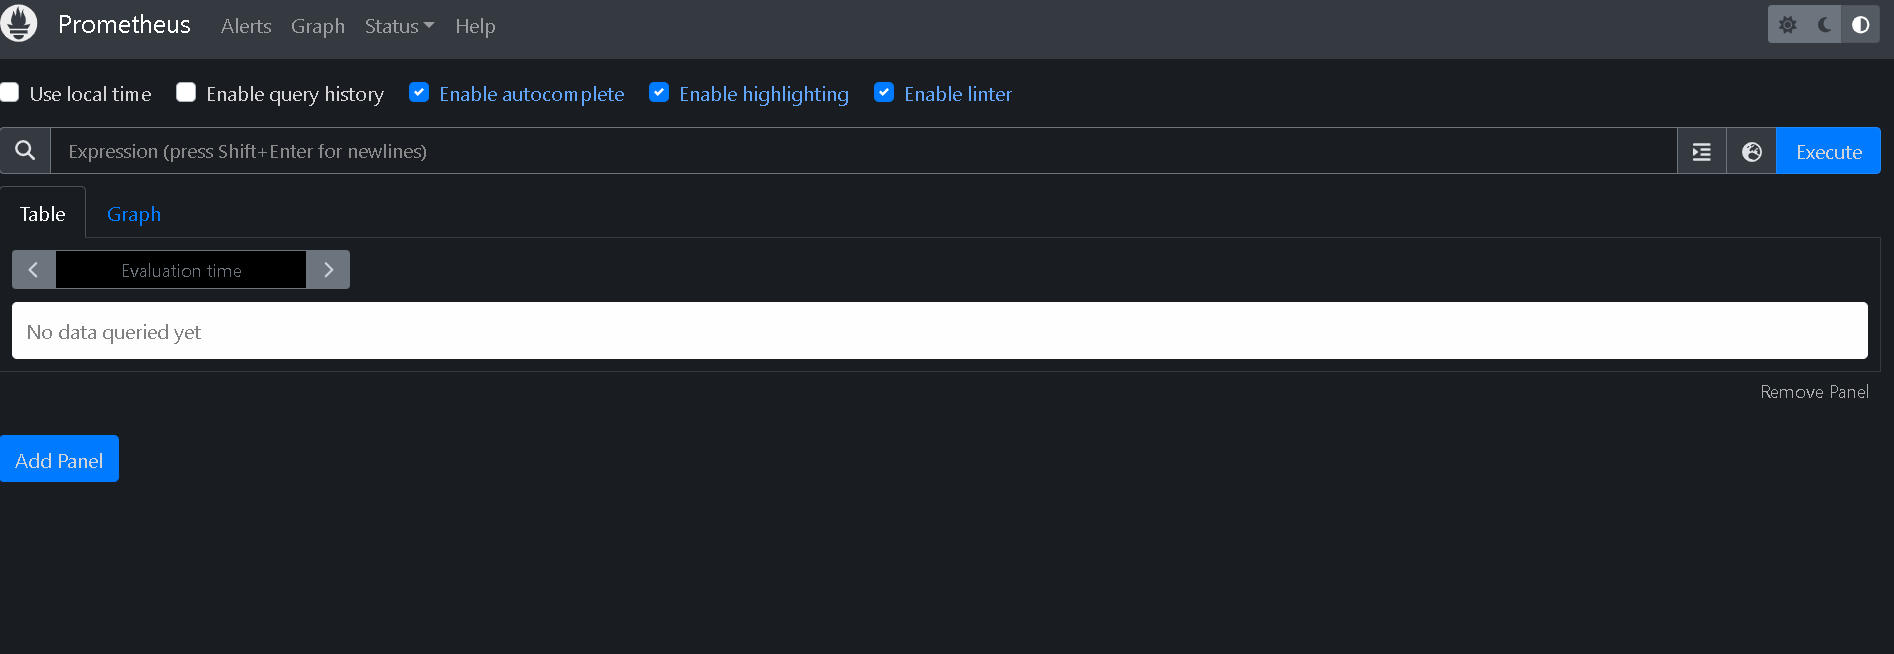 Prometheus Alerts Graph Status Help
Use local time Enable query history Enable autocomplete Enable highlighting Enable linter
Expression (press Shift+Enter for newlines) Execute
Table Graph
Evaluation time
No data queried yet
Remove Panel
Add Panel